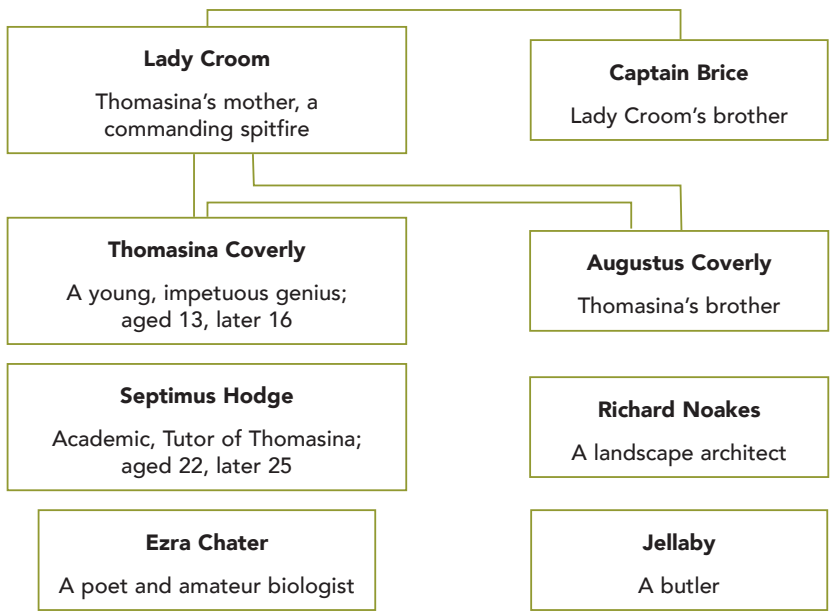 Lady Croom
Thomasina’s mother, a
commanding spitfire
Captain Brice
Lady Croom’s brother
Thomasina Coverly
A young, impetuous genius;
aged 13, later 16
Augustus Coverly
Thomasina’s brother
Septimus Hodge
Academic, Tutor of Thomasina;
aged 22, later 25
Richard Noakes
A landscape architect
Ezra Chater
A poet and amateur biologist
Jellaby
A butler